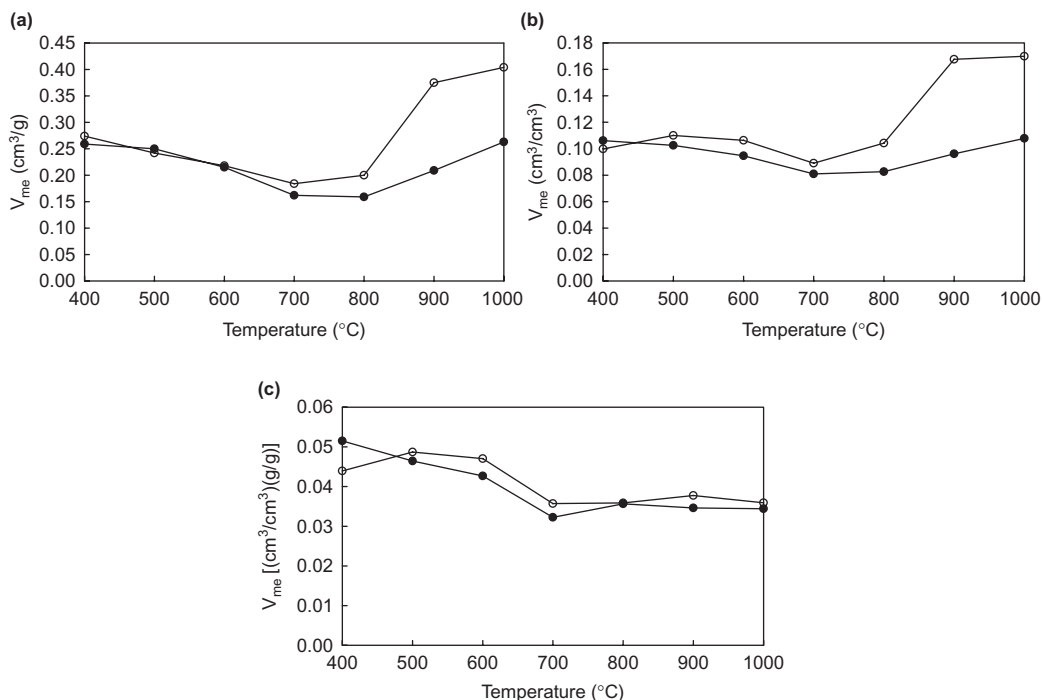 (a)
0.45
0.40
0.35
0.30
0.25
0.20
0.15
0.10
0.05
0.00
V_me (cm³/g)
400 500 600 700 800 900 1000
Temperature (°C)
(b)
0.18
0.16
0.14
0.12
0.10
0.08
0.06
0.04
0.02
0.00
V_me (cm³/cm³)
400 500 600 700 800 900 1000
Temperature (°C)
(c)
0.06
0.05
0.04
0.03
0.02
0.01
0.00
V_me [(cm³/cm³)(g/g)]
400 500 600 700 800 900 1000
Temperature (°C)